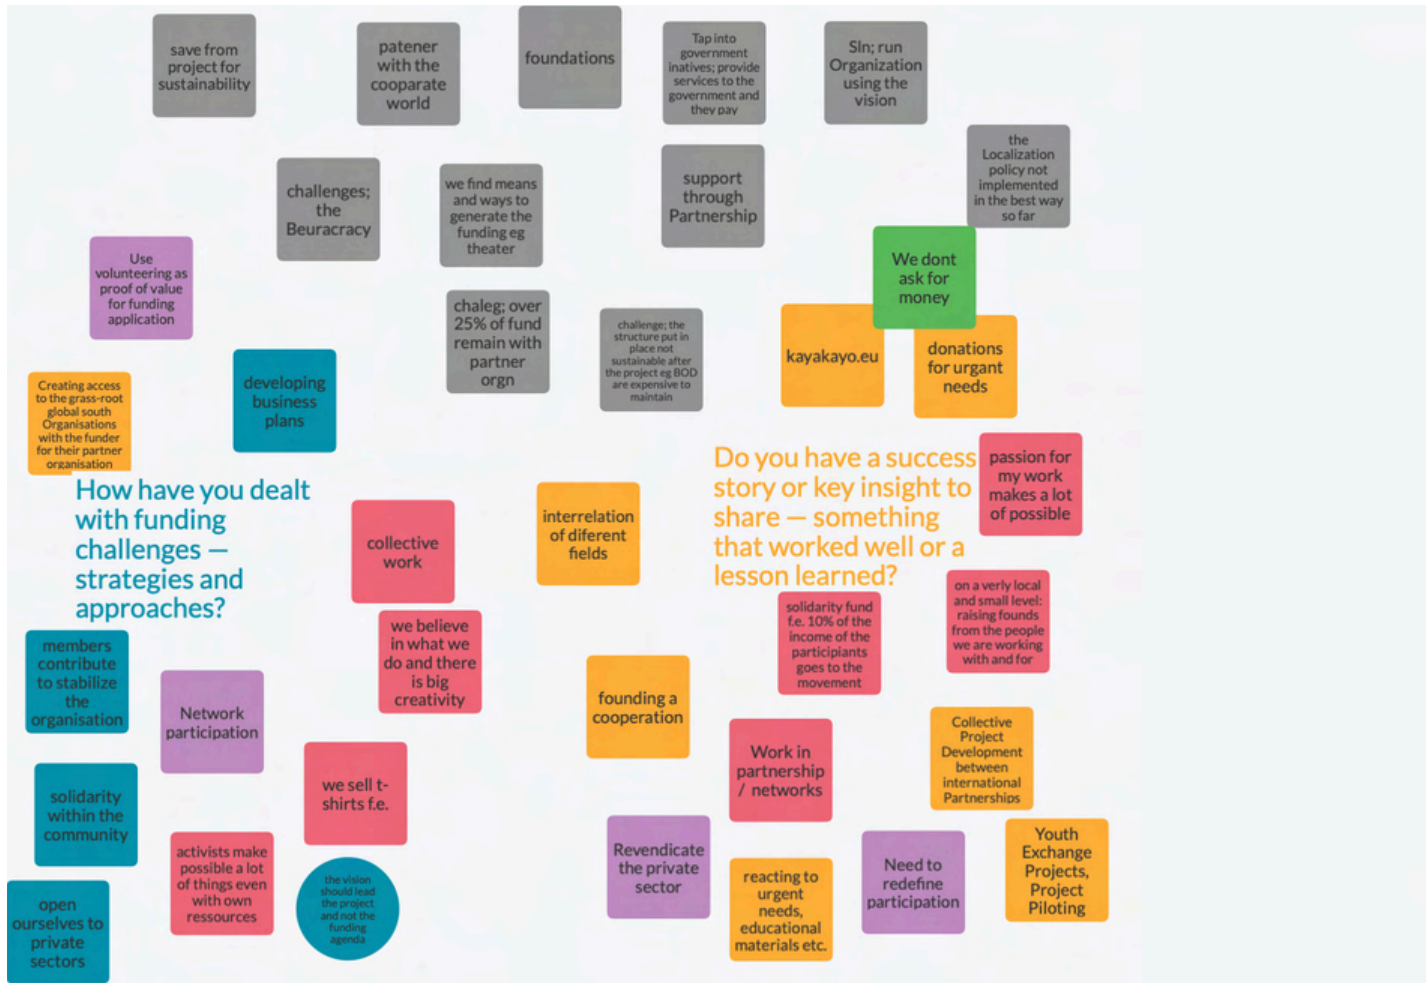 save from
project for
sustainability
patener
with the
cooparate
world
foundations
Tap into
government
inatives; provide
services to the
government and
they pay
Sln; run
Organization
using the
vision
the
Localization
policy not
implemented
in the best way
so far
challenges;
the
Beuracracy
we find means
and ways to
generate the
funding eg
theater
support
through
Partnership
Use
volunteering as
proof of value
for funding
application
We dont
ask for
money
chaleg; over
25% of fund
remain with
partner
orgn
challenge; the
structure put in
place not
sustainable after
the project eg BOD
are expensive to
maintain
kayakayo.eu
donations
for urgant
needs
developing
business
plans
Creating access
to the grass-root
global south
Organisations
with the funder
for their partner
organisation
How have you dealt
with funding
challenges —
strategies and
approaches?
collective
work
interrelation
of diferent
fields
Do you have a success
story or key insight to
share — something
that worked well or a
lesson learned?
passion for
my work
makes a lot
of possible
we believe
in what we
do and there
is big
creativity
solidarity fund
f.e. 10% of the
income of the
participiants
goes to the
movement
on a verly local
and small level:
raising founds
from the people
we are working
with and for
members
contribute
to stabilize
the
organisation
Network
participation
founding a
cooperation
Work in
partnership
/ networks
Collective
Project
Development
between
international
Partnerships
solidarity
within the
community
we sell t-
shirts f.e.
activists make
possible a lot
of things even
with own
ressources
the vision
should lead
the project
and not the
funding
agenda
Revendicate
the private
sector
reacting to
urgent
needs,
educational
materials etc.
Need to
redefine
participation
Youth
Exchange
Projects,
Project
Piloting
open
ourselves to
private
sectors